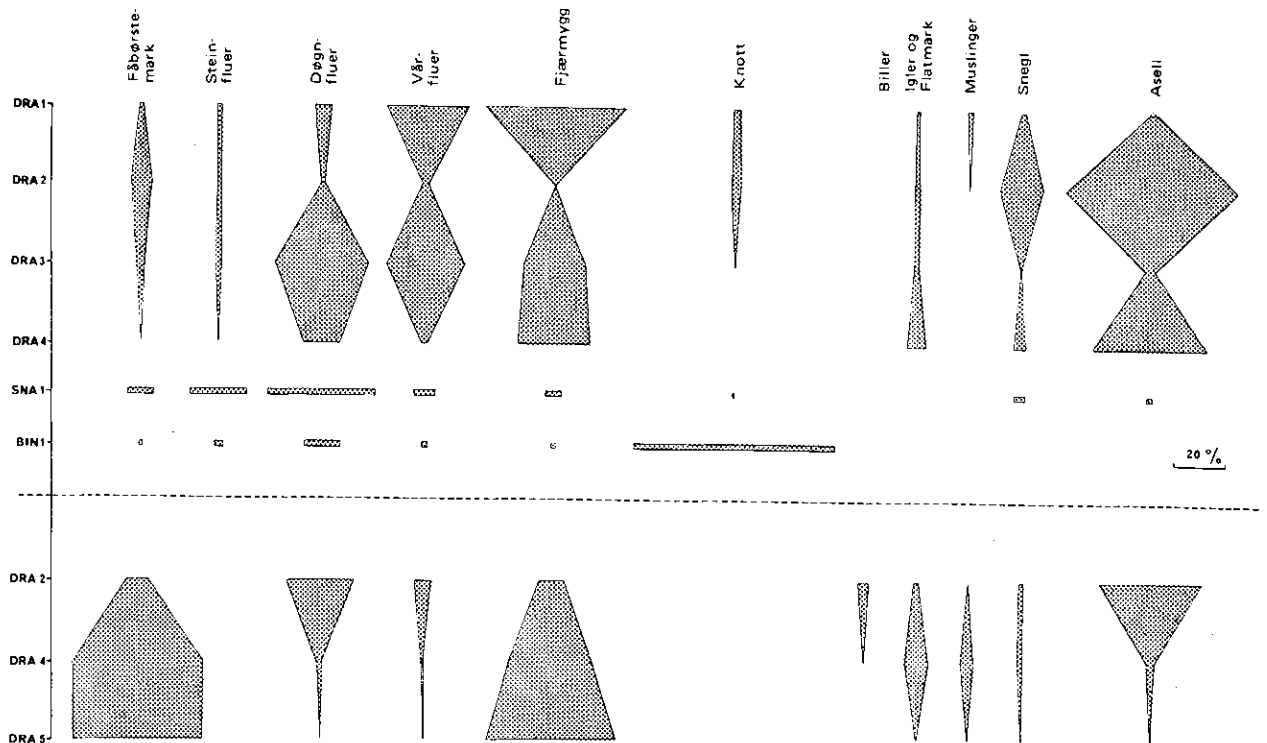 Fåbørste-
mark
Stein-
fluer
Døgn-
fluer
Vår-
fluer
Fjærmygg
Knott
Biller
Igler og
Flatmark
Muslinger
Snegl
Asell
DRA 1
DRA 2
DRA 3
DRA 4
SNA 1
BIN 1
20 %
DRA 2
DRA 4
DRA 5